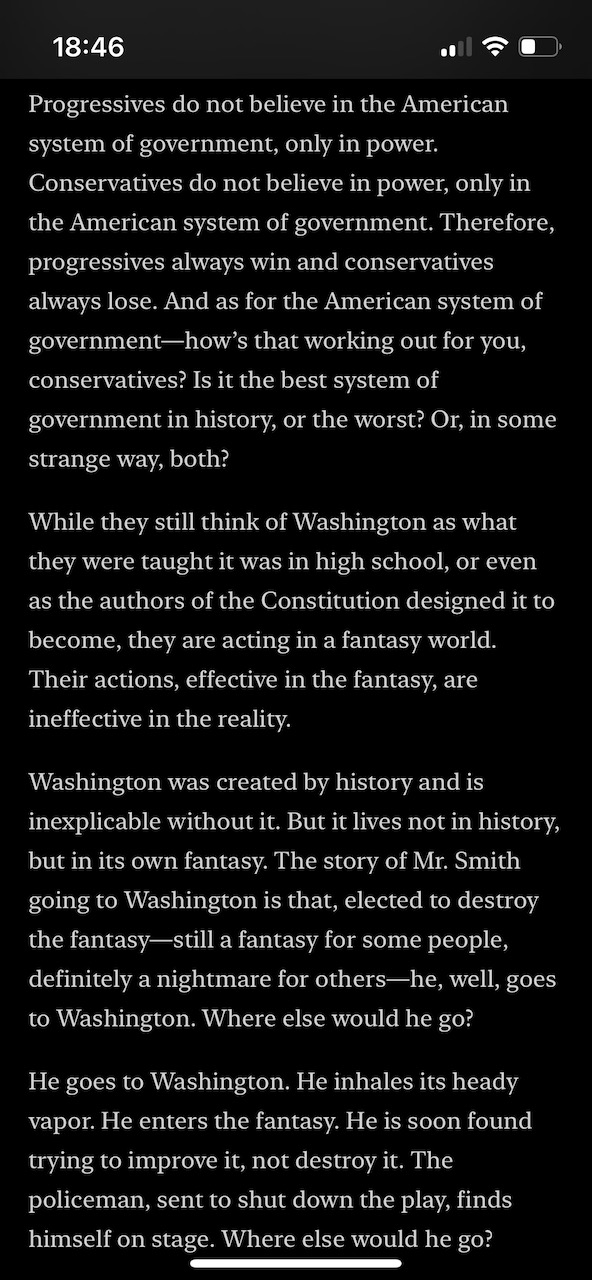 18:46
Progressives do not believe in the American
system of government, only in power.
Conservatives do not believe in power, only in
the American system of government. Therefore,
progressives always win and conservatives
always lose. And as for the American system of
government—how’s that working out for you,
conservatives? Is it the best system of
government in history, or the worst? Or, in some
strange way, both?
While they still think of Washington as what
they were taught it was in high school, or even
as the authors of the Constitution designed it to
become, they are acting in a fantasy world.
Their actions, effective in the fantasy, are
ineffective in the reality.
Washington was created by history and is
inexplicable without it. But it lives not in history,
but in its own fantasy. The story of Mr. Smith
going to Washington is that, elected to destroy
the fantasy—still a fantasy for some people,
definitely a nightmare for others—he, well, goes
to Washington. Where else would he go?
He goes to Washington. He inhales its heady
vapor. He enters the fantasy. He is soon found
trying to improve it, not destroy it. The
policeman, sent to shut down the play, finds
himself on stage. Where else would he go?